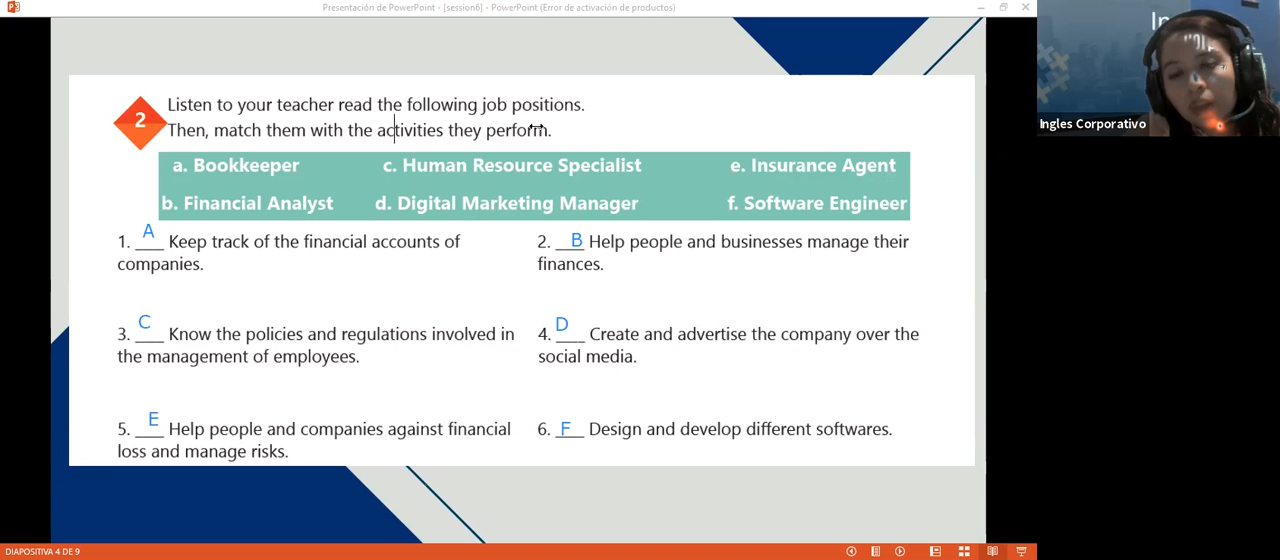 Presentación de PowerPoint - [session6] - PowerPoint (Error de activación de productos)
In
Ingles Corporativo
2
Listen to your teacher read the following job positions.
Then, match them with the activities they perform.
a. Bookkeeper c. Human Resource Specialist e. Insurance Agent
b. Financial Analyst d. Digital Marketing Manager f. Software Engineer
1. A Keep track of the financial accounts of
companies.
2. B Help people and businesses manage their
finances.
3. C Know the policies and regulations involved in
the management of employees.
4. D Create and advertise the company over the
social media.
5. E Help people and companies against financial
loss and manage risks.
6. F Design and develop different softwares.
DIAPOSITIVA 4 DE 9